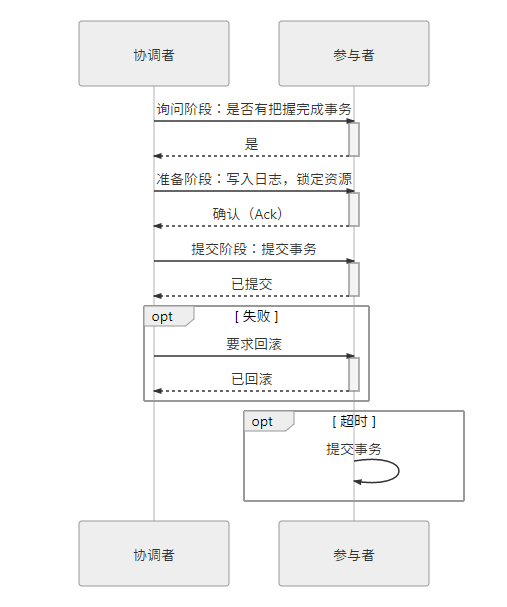 协调者
参与者
询问阶段：是否有把握完成事务
是
准备阶段：写入日志，锁定资源
确认（Ack）
提交阶段：提交事务
已提交
opt [ 失败 ]
要求回滚
已回滚
opt [ 超时 ]
提交事务
协调者
参与者